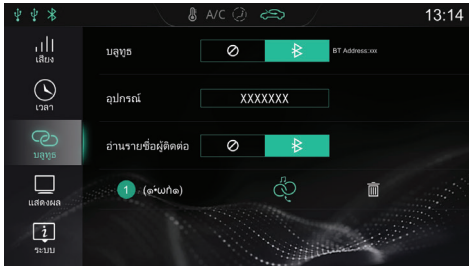 A/C
13:14
เสียง
เวลา
บลูทูธ
แสดงผล
ระบบ
บลูทูธ
BT Address:xxx
อุปกรณ์
XXXXXXX
อ่านรายชื่อผู้ติดต่อ
1